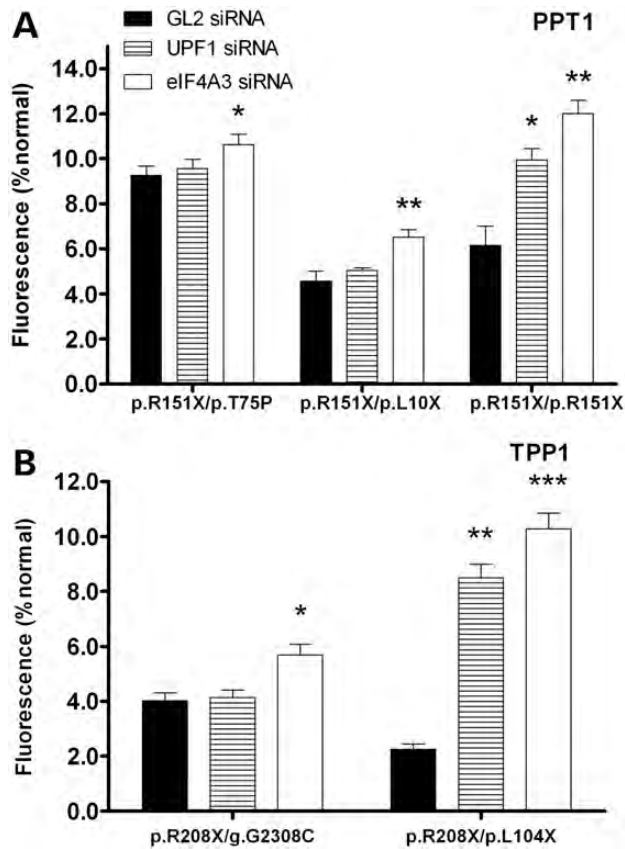 A
PPT1
GL2 siRNA
UPF1 siRNA
eIF4A3 siRNA
Fluorescence (%normal)
14.0
12.0
10.0
8.0
6.0
4.0
2.0
0.0
*
**
*
**
p.R151X/p.T75P
p.R151X/p.L10X
p.R151X/p.R151X
B
TPP1
Fluorescence (%normal)
12.0
10.0
8.0
6.0
4.0
2.0
0.0
*
**
***
p.R208X/g.G2308C
p.R208X/p.L104X